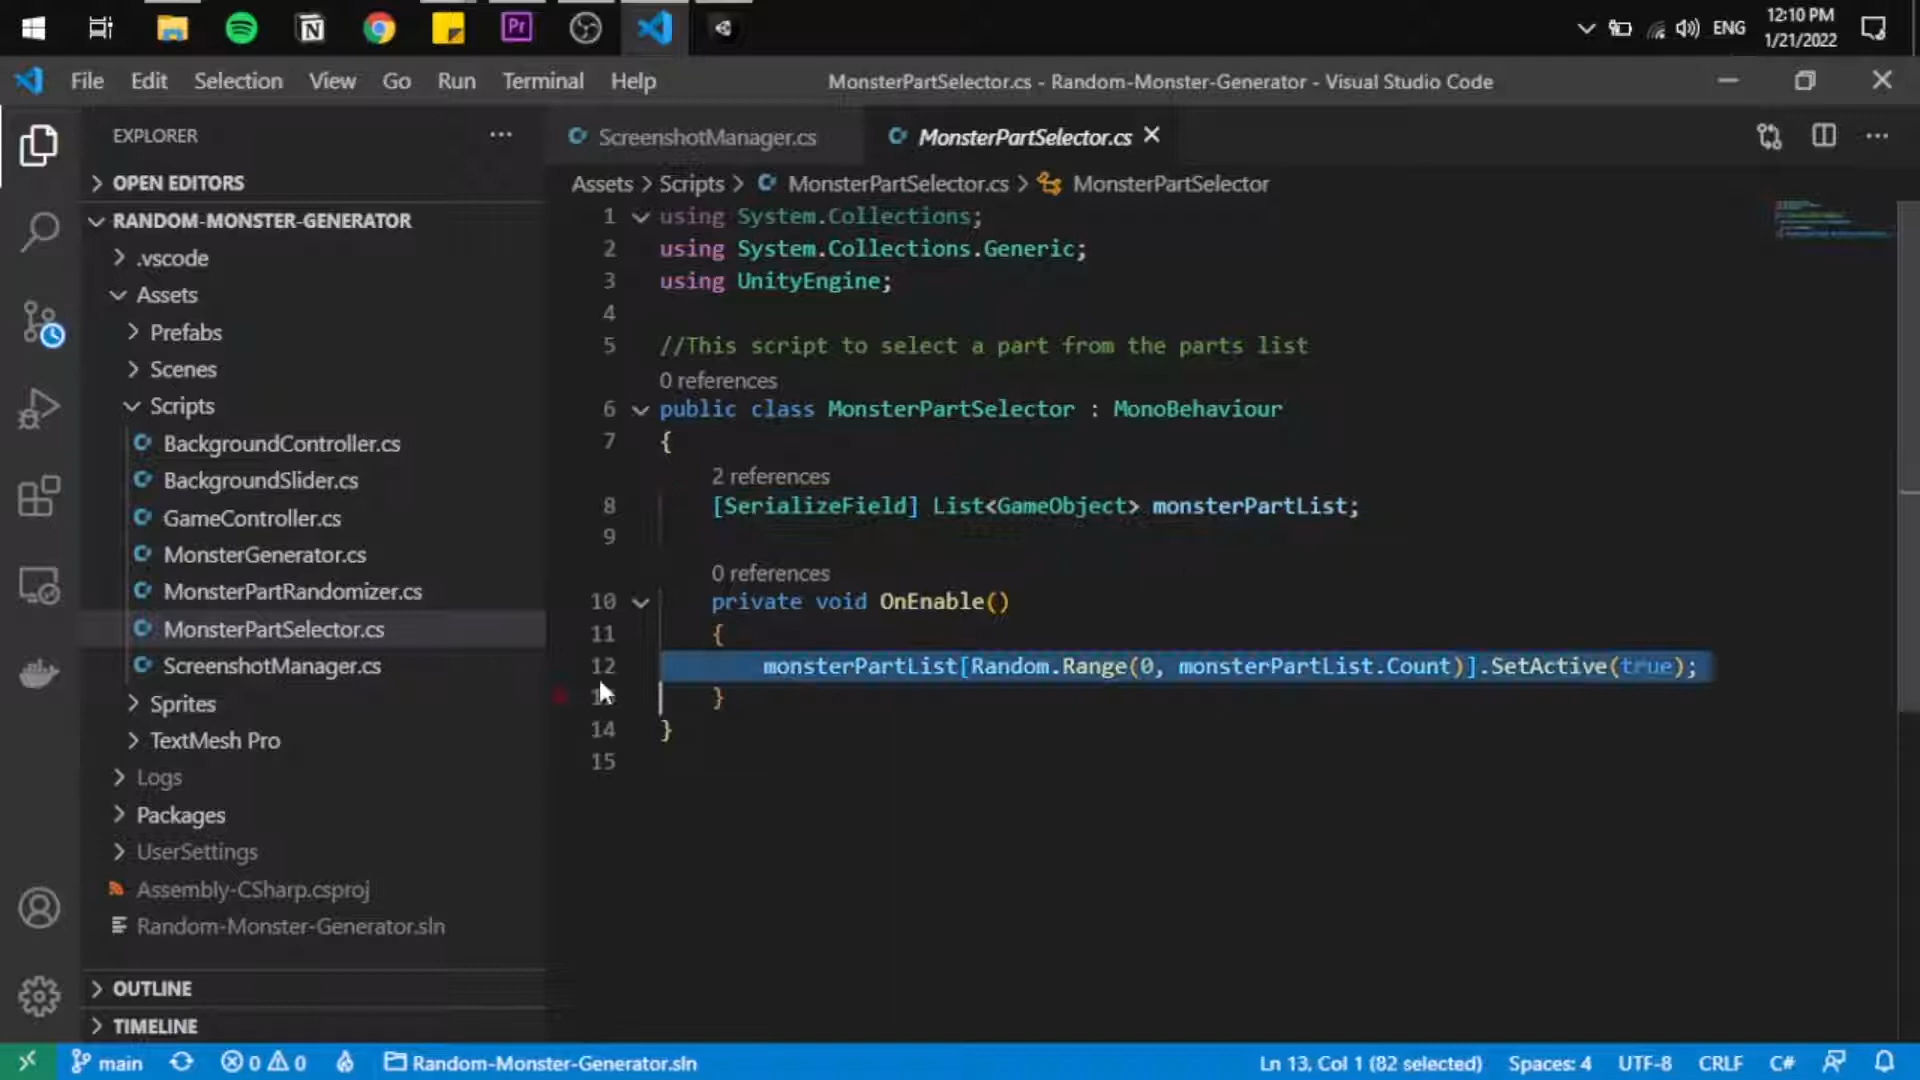 12:10 PM
ENG
1/21/2022
File Edit Selection View Go Run Terminal Help
MonsterPartSelector.cs - Random-Monster-Generator - Visual Studio Code
EXPLORER
OPEN EDITORS
RANDOM-MONSTER-GENERATOR
.vscode
Assets
Prefabs
Scenes
Scripts
BackgroundController.cs
BackgroundSlider.cs
GameController.cs
MonsterGenerator.cs
MonsterPartRandomizer.cs
MonsterPartSelector.cs
ScreenshotManager.cs
Sprites
TextMesh Pro
Logs
Packages
UserSettings
Assembly-CSharp.csproj
Random-Monster-Generator.sln
OUTLINE
TIMELINE
ScreenshotManager.cs MonsterPartSelector.cs
Assets > Scripts > MonsterPartSelector.cs > MonsterPartSelector
1 using System.Collections;
2 using System.Collections.Generic;
3 using UnityEngine;
4
5 //This script to select a part from the parts list
0 references
6 public class MonsterPartSelector : MonoBehaviour
7 {
2 references
8 [SerializeField] List<GameObject> monsterPartList;
9
0 references
10 private void OnEnable()
11 {
12 monsterPartList[Random.Range(0, monsterPartList.Count)].SetActive(true);
}
14 }
15
main 0 0 Random-Monster-Generator.sln Ln 13, Col 1 (82 selected) Spaces: 4 UTF-8 CRLF C#